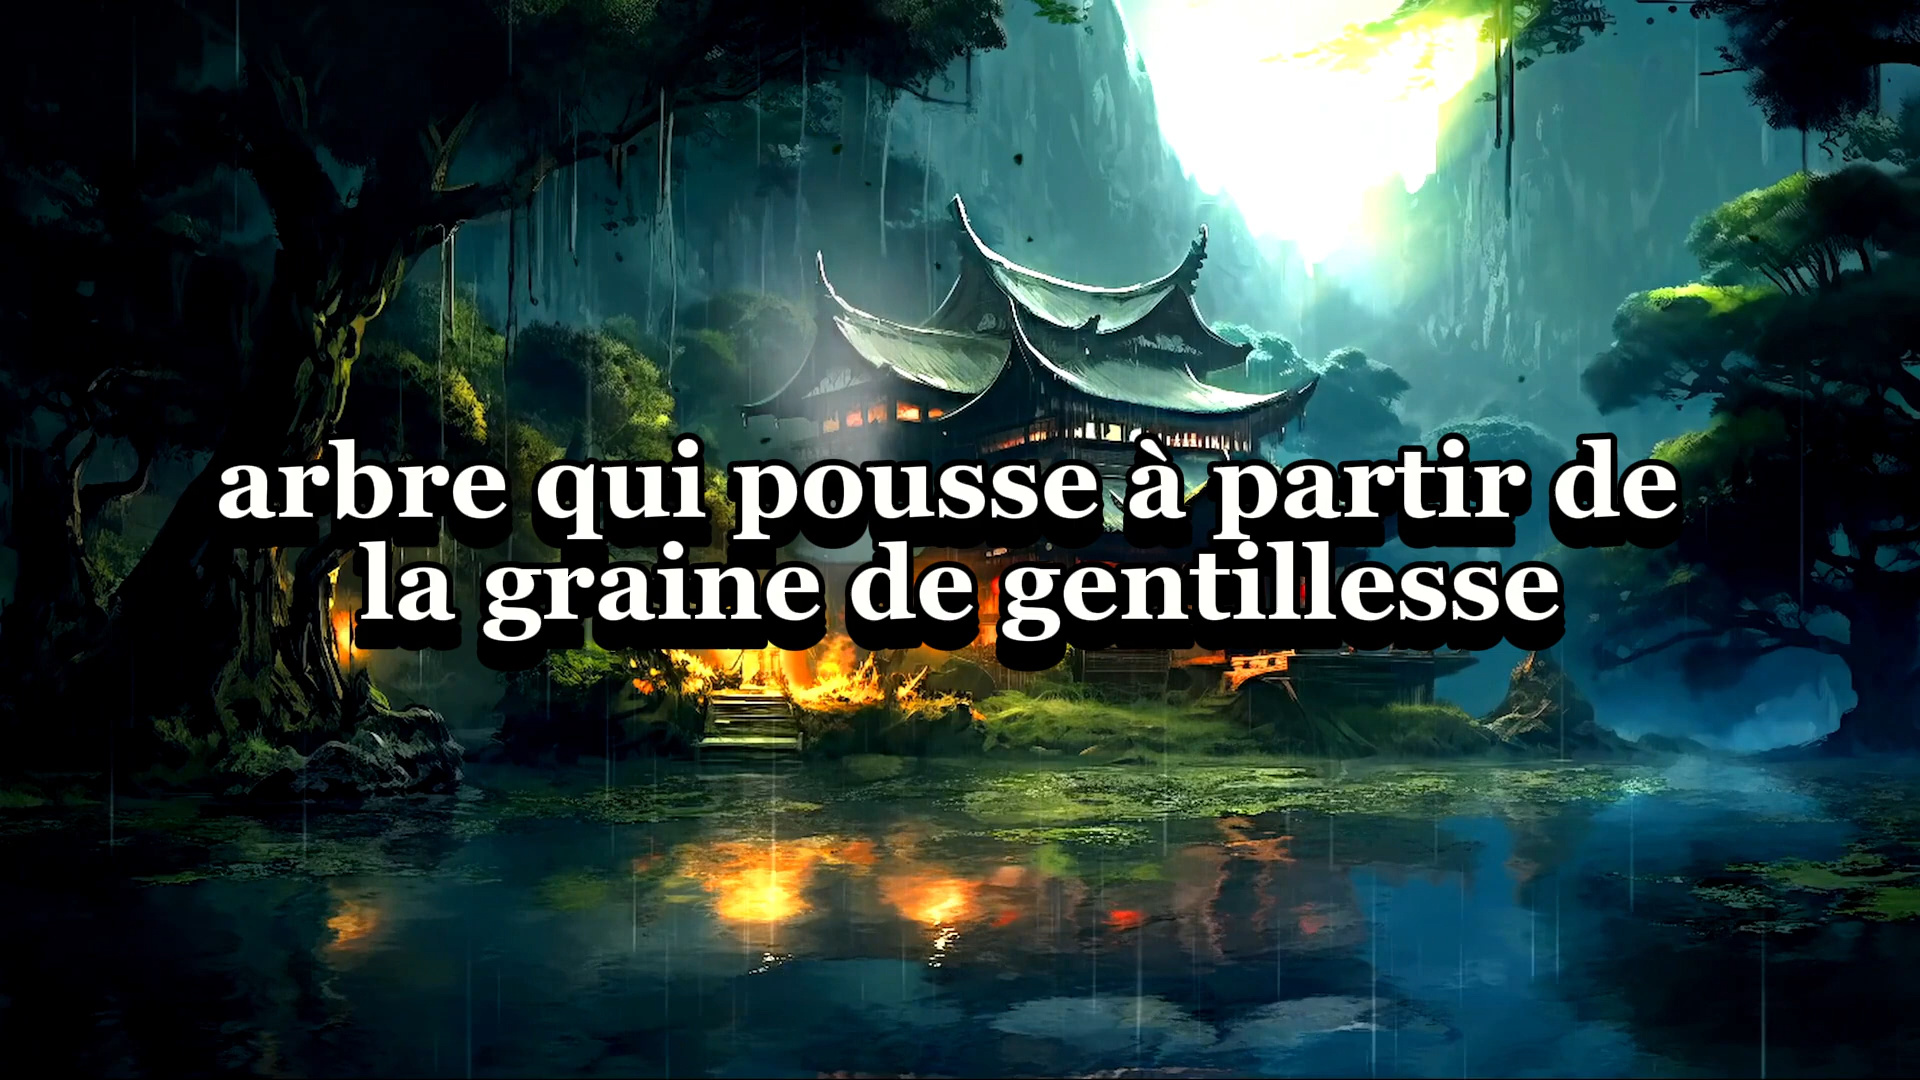 arbre qui pousse à partir de
la graine de gentillesse